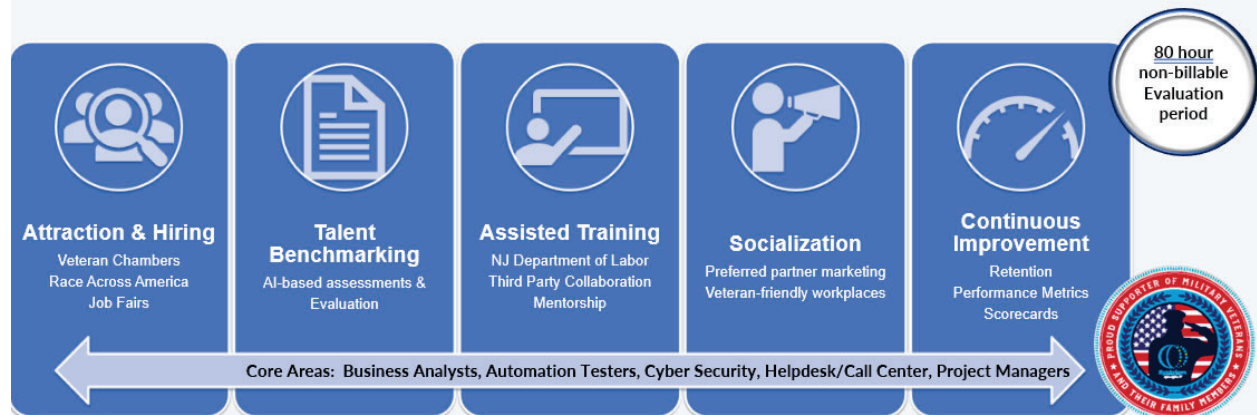 80 hour
non-billable
Evaluation
period
Attraction & Hiring
Veteran Chambers
Race Across America
Job Fairs
Talent
Benchmarking
AI-based assessments &
Evaluation
Assisted Training
NJ Department of Labor
Third Party Collaboration
Mentorship
Socialization
Preferred partner marketing
Veteran-friendly workplaces
Continuous
Improvement
Retention
Performance Metrics
Scorecards
Core Areas: Business Analysts, Automation Testers, Cyber Security, Helpdesk/Call Center, Project Managers
PROUD SUPPORTER OF MILITARY VETERANS
AND THEIR FAMILY MEMBERS